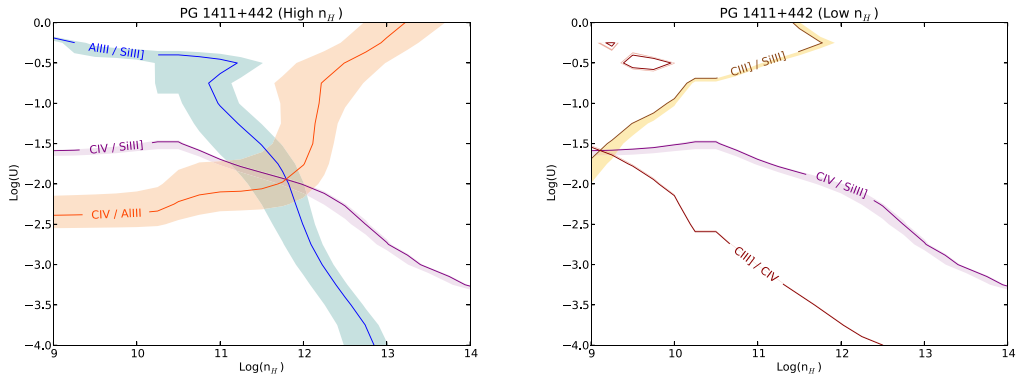 PG 1411+442 (High n_H)
0.0
−0.5
−1.0
−1.5
−2.0
−2.5
−3.0
−3.5
−4.0
Log(U)
AlIII / SiIII]
CIV / SiIII]
CIV / AlIII
9 10 11 12 13 14
Log(n_H)
PG 1411+442 (Low n_H)
0.0
−0.5
−1.0
−1.5
−2.0
−2.5
−3.0
−3.5
−4.0
Log(U)
CIII] / SiIII]
CIV / SiIII]
CIII] / CIV
9 10 11 12 13 14
Log(n_H)